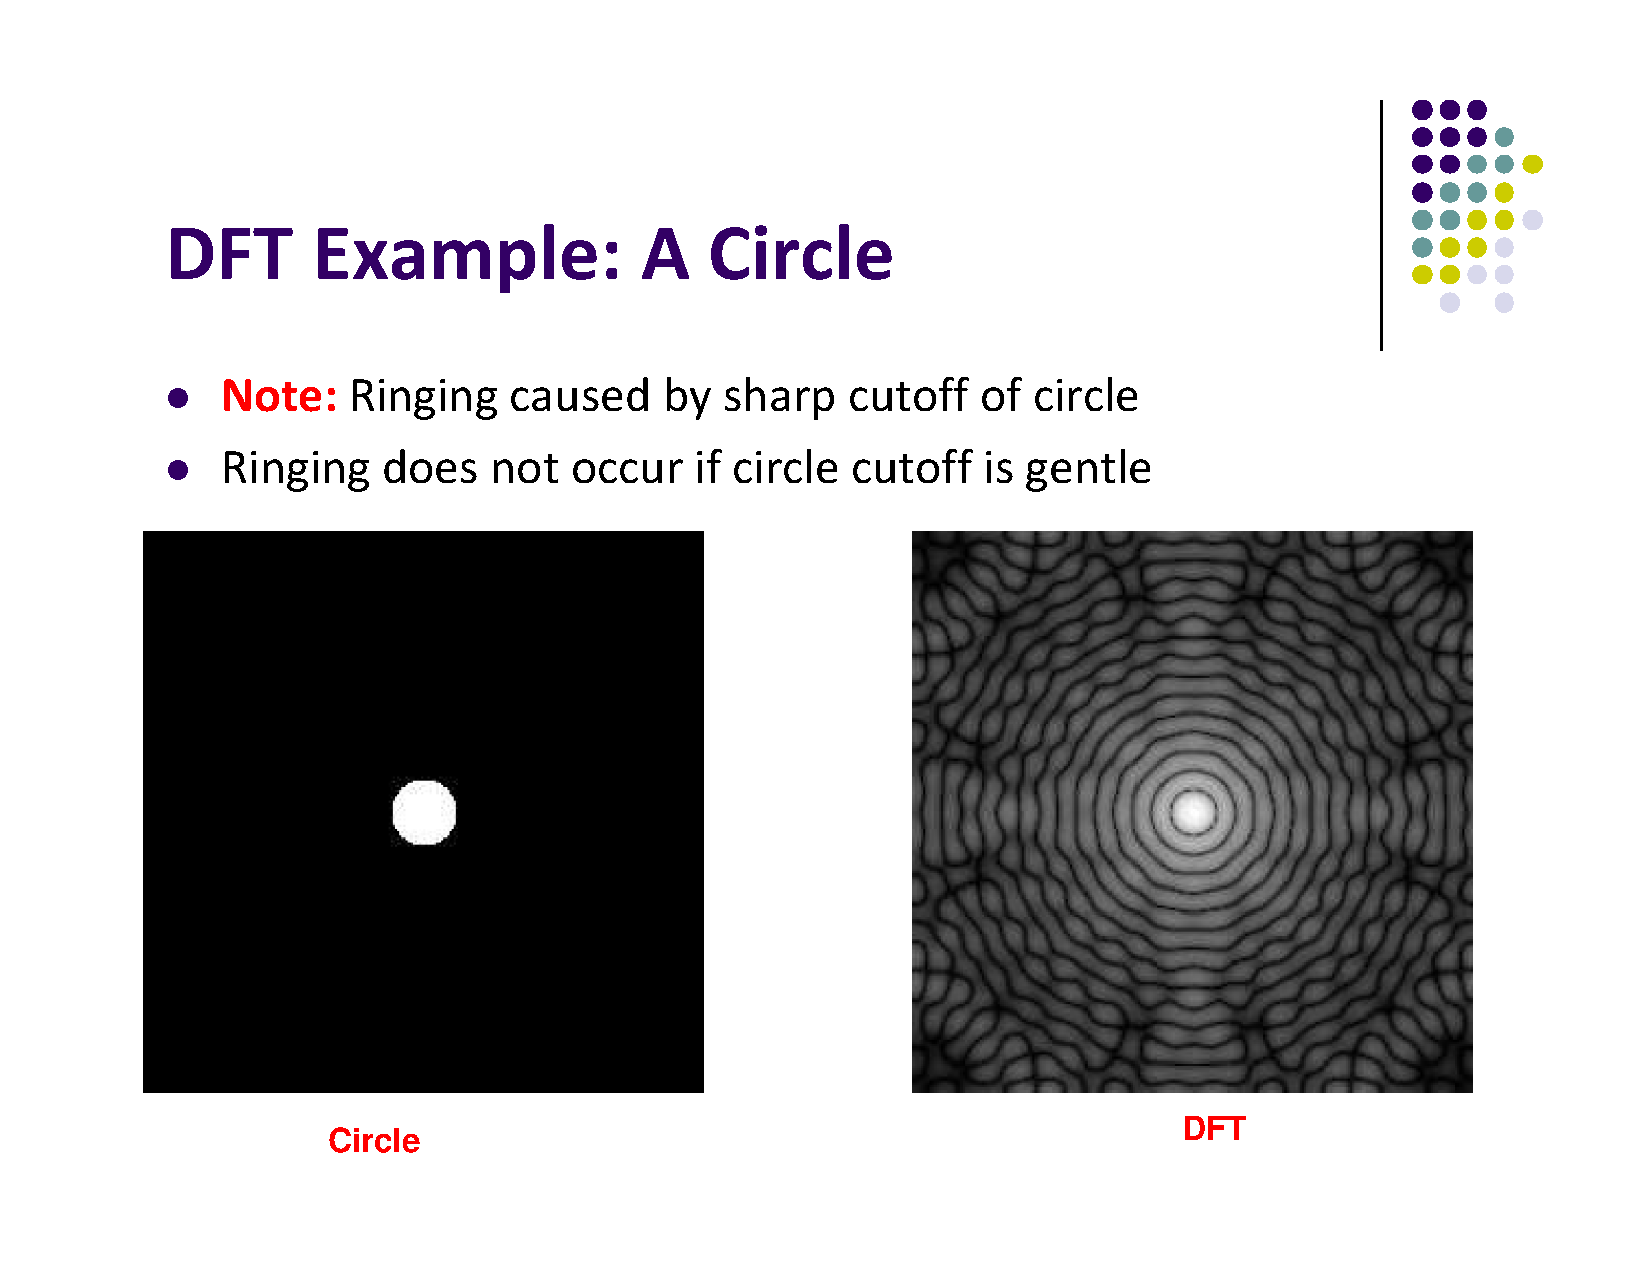 DFT Example: A Circle
Note: Ringing caused by sharp cutoff of circle
Ringing does not occur if circle cutoff is gentle
Circle
DFT